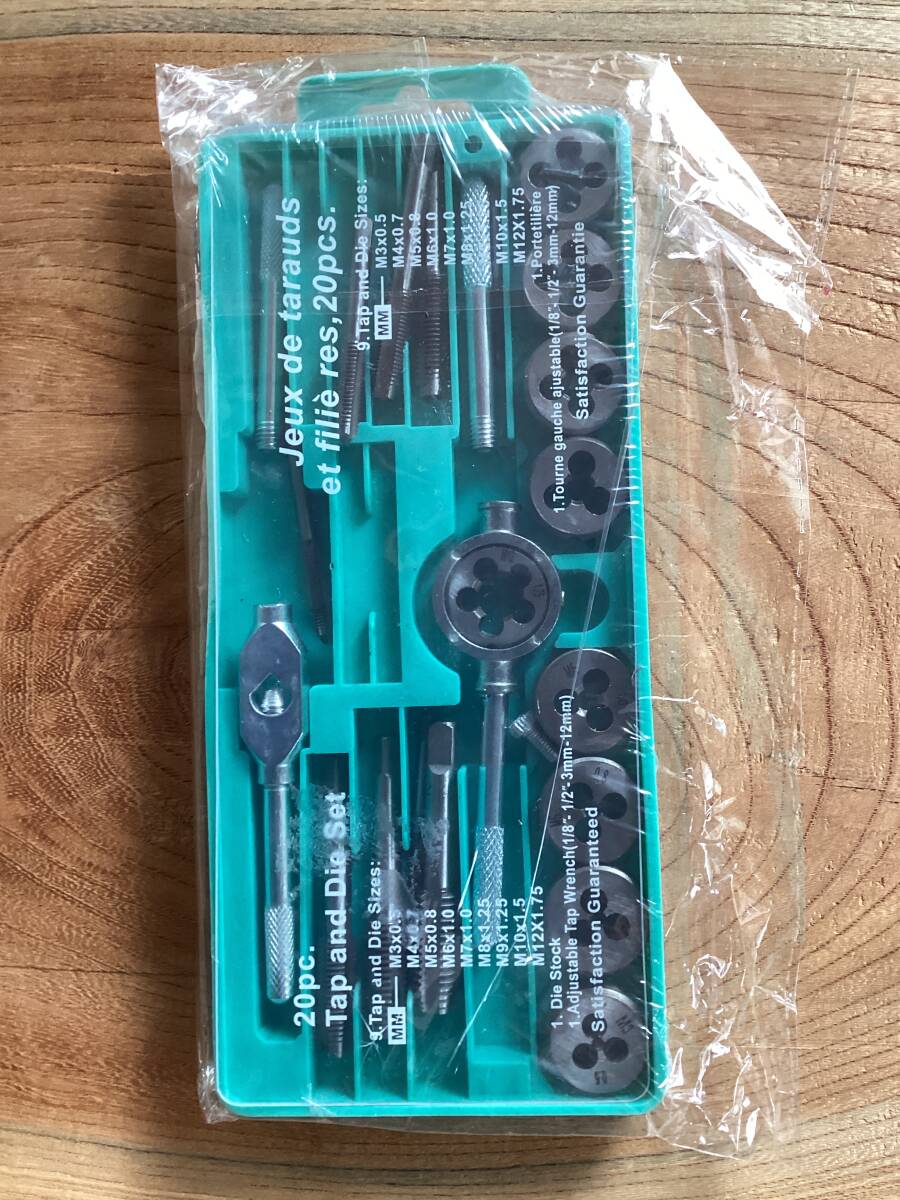 20pc.
Tap and Die Set
9.Tap and Die Sizes:
MM
M3x0.5
M4x0.7
M5x0.8
M6x1.0
M7x1.0
M8x1.25
M9x1.25
M10x1.5
M12X1.75
1. Die Stock
1.Adjustable Tap Wrench(1/8"- 1/2"-3mm-12mm)
Satisfaction Guaranteed
Jeux de tarauds
et filiè res,20pcs.
9.Tap and Die Sizes:
MM
M3x0.5
M4x0.7
M5x0.8
M6x1.0
M7x1.0
M8x1.25
M10x1.5
M12X1.75
1.Portetilière
1.Tourne gauche ajustable(1/8"- 1/2"- 3mm-12mm)
Satisfaction Guarantie